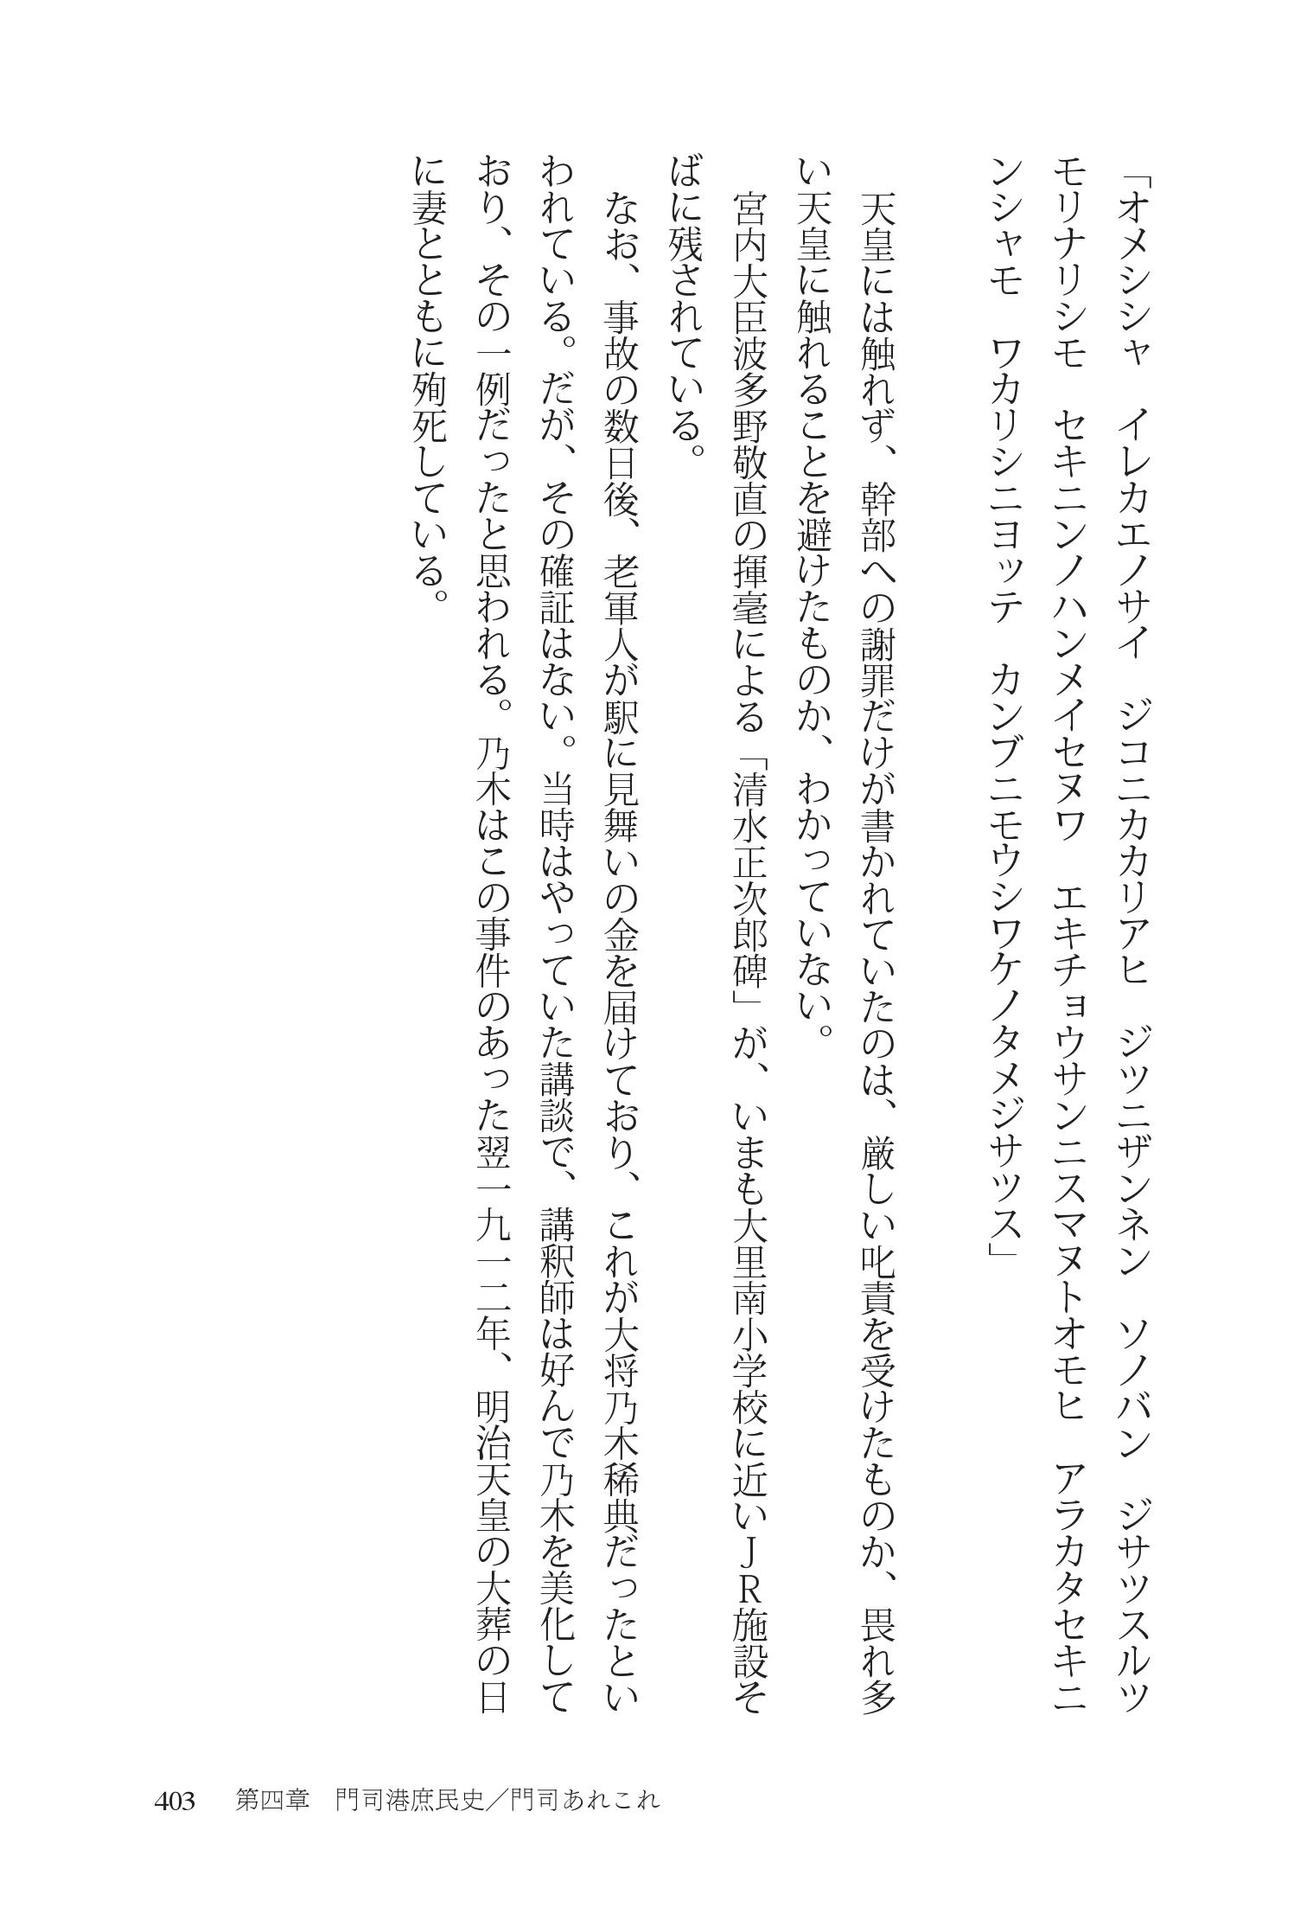 「オメシシャ　イレカエノサイ　ジコニカカリアヒ　ジツニザンネン　ソノバン　ジサツスルツ
モリナリシモ　セキニンノハンメイセヌワ　エキチョウサンニスマヌトオモヒ　アラカタセキニ
ンシャモ　ワカリシニヨッテ　カンブニモウシワケノタメジサツス」
　天皇には触れず、幹部への謝罪だけが書かれていたのは、厳しい叱責を受けたものか、畏れ多
い天皇に触れることを避けたものか、わかっていない。
　宮内大臣波多野敬直の揮毫による「清水正次郎碑」が、いまも大里南小学校に近いＪＲ施設そ
ばに残されている。
　なお、事故の数日後、老軍人が駅に見舞いの金を届けており、これが大将乃木稀典だったとい
われている。だが、その確証はない。当時はやっていた講談で、講釈師は好んで乃木を美化して
おり、その一例だったと思われる。乃木はこの事件のあった翌一九一二年、明治天皇の大葬の日
に妻とともに殉死している。
403　第四章　門司港庶民史／門司あれこれ